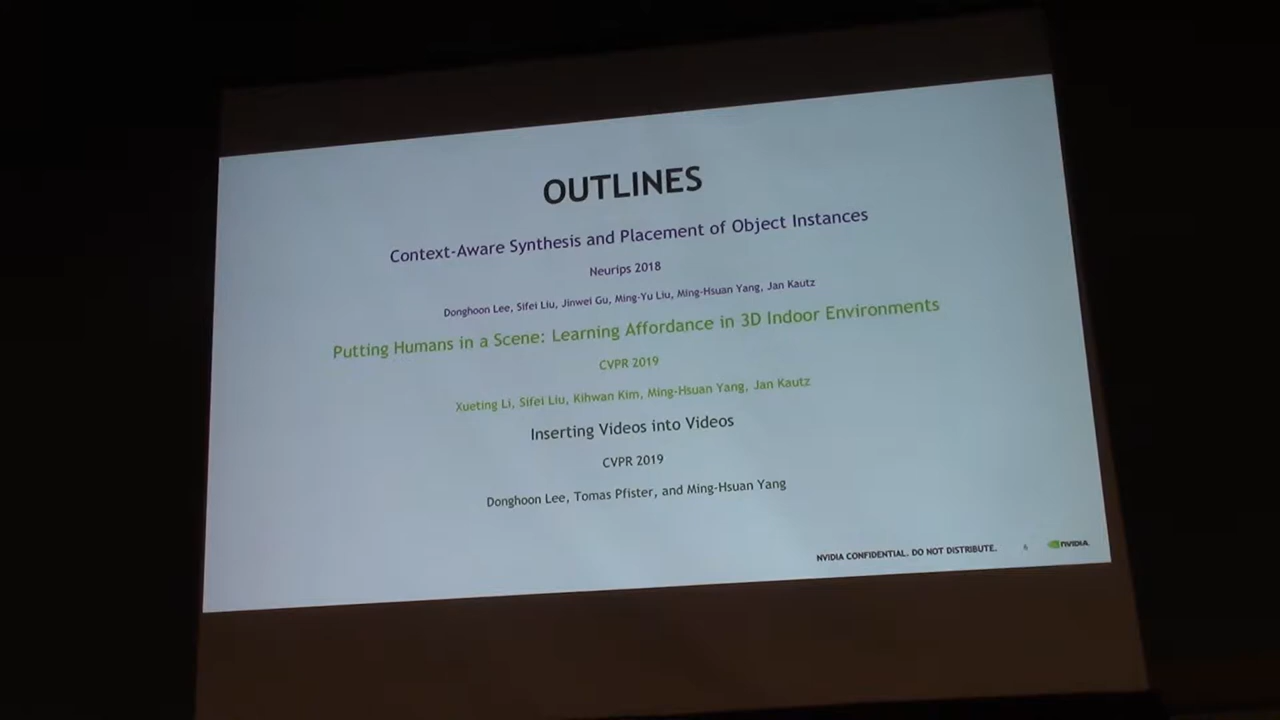 OUTLINES
Context-Aware Synthesis and Placement of Object Instances
Neurips 2018
Donghoon Lee, Sifei Liu, Jinwei Gu, Ming-Yu Liu, Ming-Hsuan Yang, Jan Kautz
Putting Humans in a Scene: Learning Affordance in 3D Indoor Environments
CVPR 2019
Xueting Li, Sifei Liu, Kihwan Kim, Ming-Hsuan Yang, Jan Kautz
Inserting Videos into Videos
CVPR 2019
Donghoon Lee, Tomas Pfister, and Ming-Hsuan Yang
NVIDIA CONFIDENTIAL. DO NOT DISTRIBUTE. 6 NVIDIA.